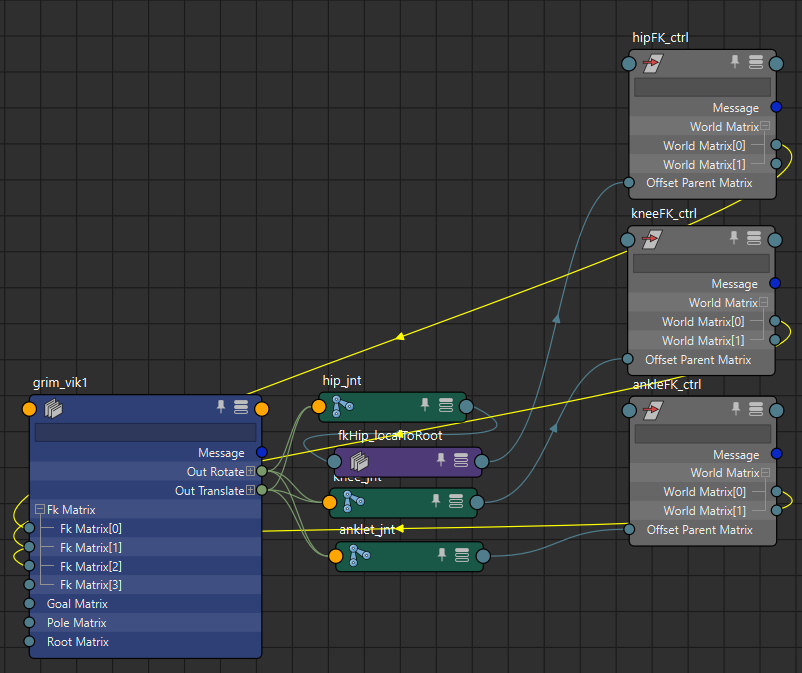 hipFK_ctrl
Message
World Matrix
World Matrix[0]
World Matrix[1]
Offset Parent Matrix
kneeFK_ctrl
Message
World Matrix
World Matrix[0]
World Matrix[1]
Offset Parent Matrix
ankleFK_ctrl
Message
World Matrix
World Matrix[0]
World Matrix[1]
Offset Parent Matrix
hip_jnt
fkHip_localToRoot
knee_jnt
anklet_jnt
grim_vik1
Message
Out Rotate
Out Translate
Fk Matrix
Fk Matrix[0]
Fk Matrix[1]
Fk Matrix[2]
Fk Matrix[3]
Goal Matrix
Pole Matrix
Root Matrix